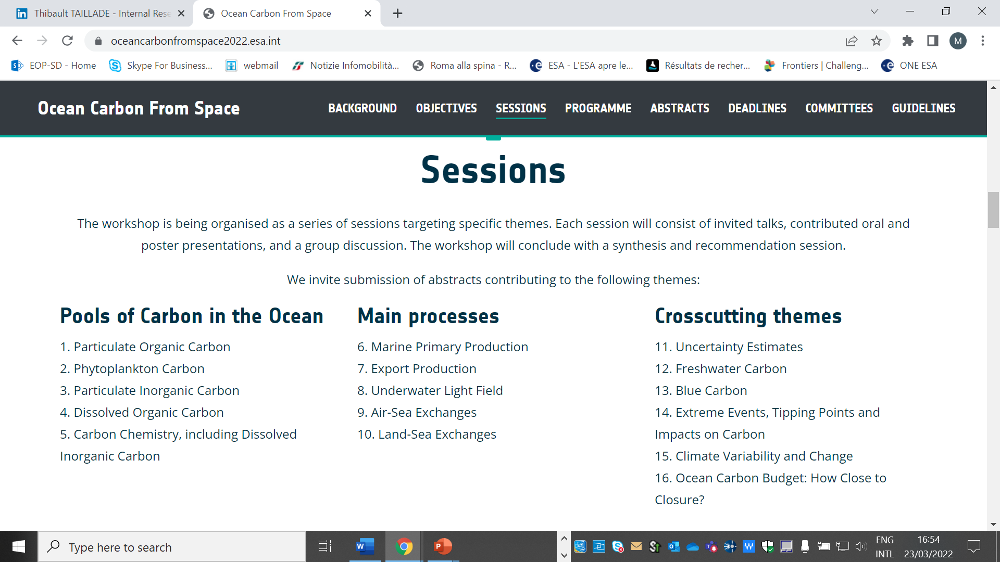 Thibault TAILLADE - Internal Rese
Ocean Carbon From Space
oceancarbonfromspace2022.esa.int
M
EOP-SD - Home
Skype For Business...
webmail
Notizie Infomobilità...
Roma alla spina - R...
ESA - L'ESA apre le...
Résultats de recher...
Frontiers | Challeng...
ONE ESA
Ocean Carbon From Space
BACKGROUND
OBJECTIVES
SESSIONS
PROGRAMME
ABSTRACTS
DEADLINES
COMMITTEES
GUIDELINES
Sessions
The workshop is being organised as a series of sessions targeting specific themes. Each session will consist of invited talks, contributed oral and
poster presentations, and a group discussion. The workshop will conclude with a synthesis and recommendation session.
We invite submission of abstracts contributing to the following themes:
Pools of Carbon in the Ocean
1. Particulate Organic Carbon
2. Phytoplankton Carbon
3. Particulate Inorganic Carbon
4. Dissolved Organic Carbon
5. Carbon Chemistry, including Dissolved
Inorganic Carbon
Main processes
6. Marine Primary Production
7. Export Production
8. Underwater Light Field
9. Air-Sea Exchanges
10. Land-Sea Exchanges
Crosscutting themes
11. Uncertainty Estimates
12. Freshwater Carbon
13. Blue Carbon
14. Extreme Events, Tipping Points and
Impacts on Carbon
15. Climate Variability and Change
16. Ocean Carbon Budget: How Close to
Closure?
Type here to search
ENG
INTL
16:54
23/03/2022